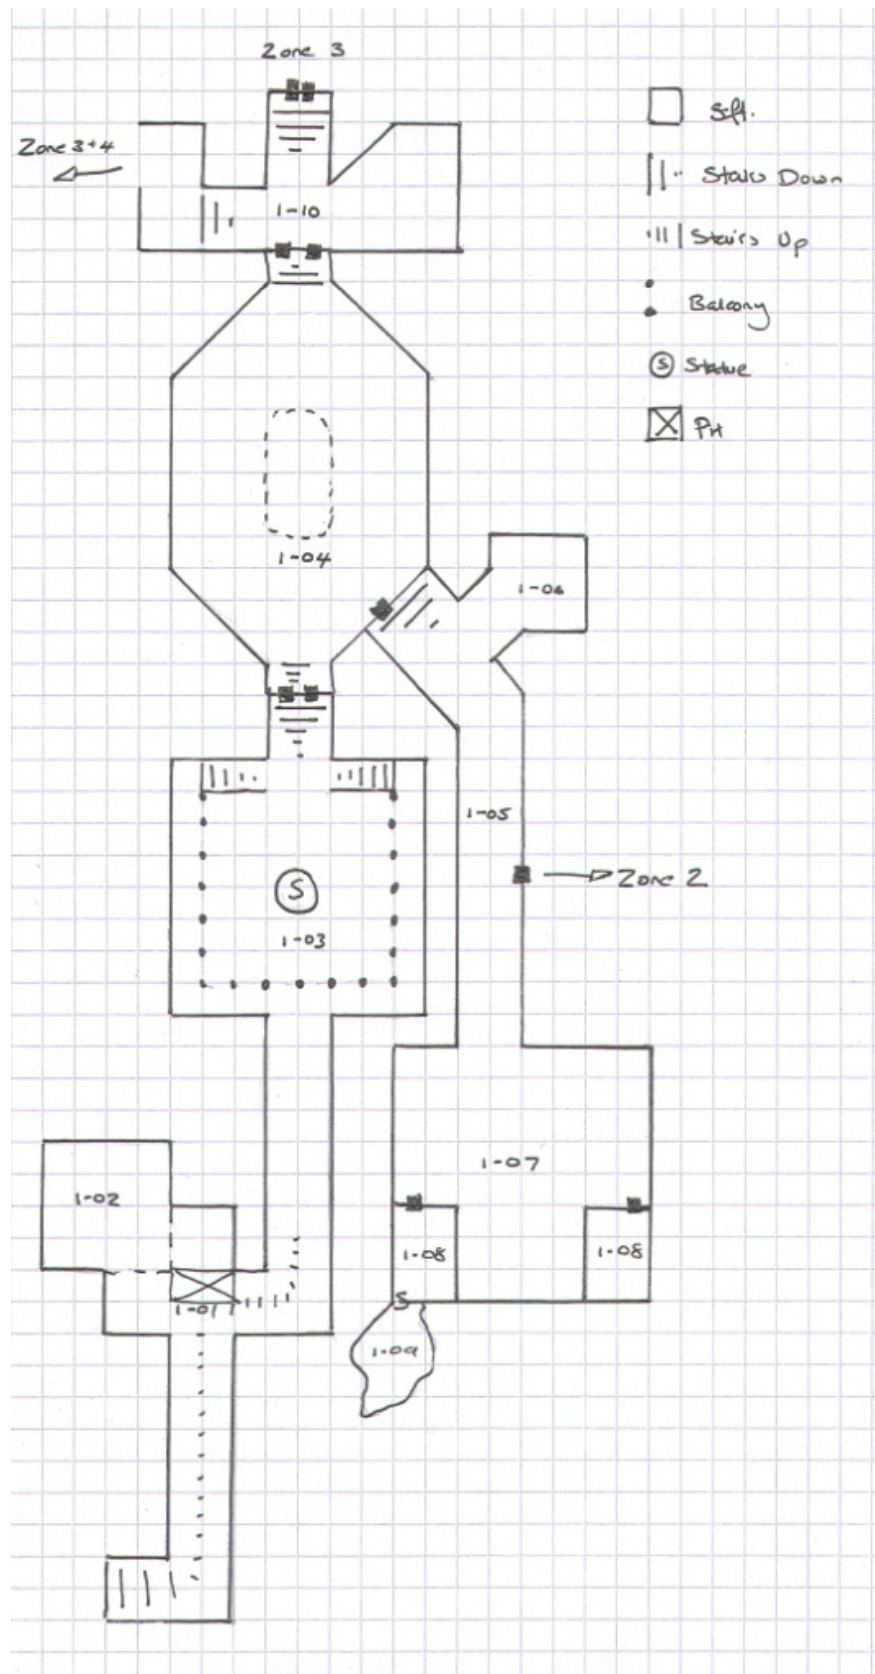 Zone 3
Zone 3+4
1-10
5ft.
Stairs Down
Stairs Up
Balcony
S Statue
Pit
1-04
1-06
1-05
Zone 2
S
1-03
1-07
1-02
1-08
1-08
1-01
S
1-09